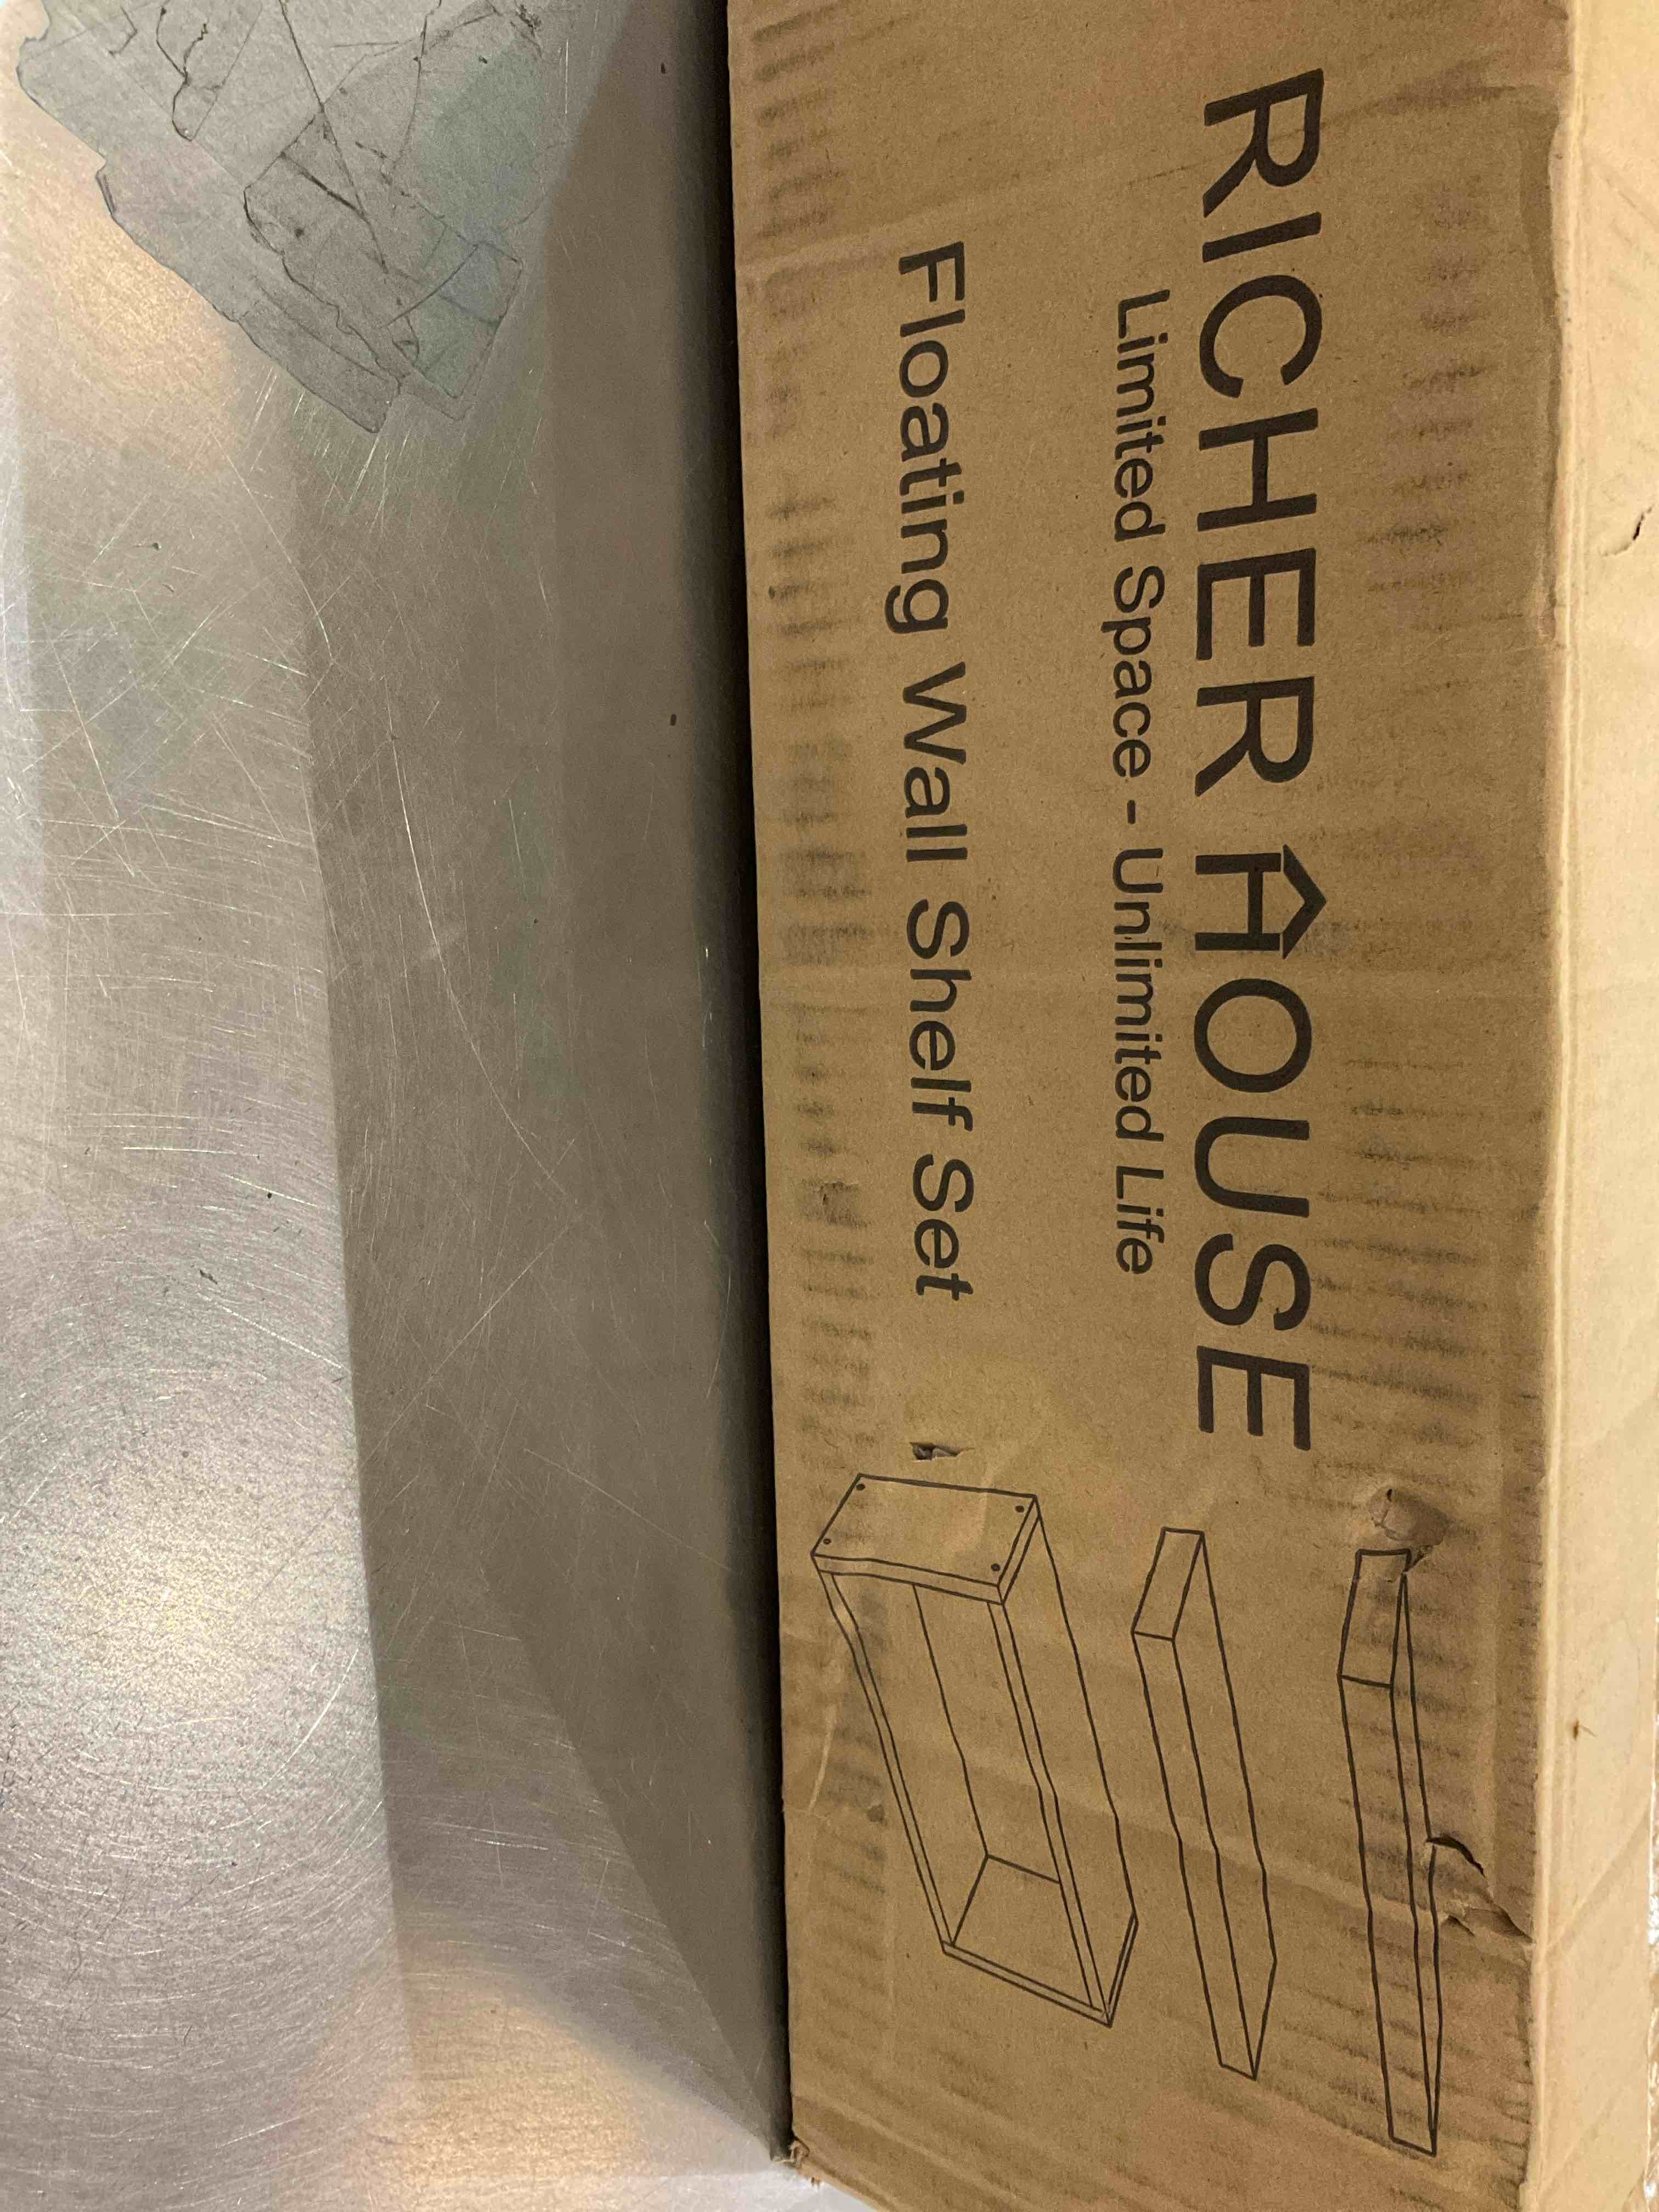 RICHER HOUSE
Limited Space - Unlimited Life
Floating Wall Shelf Set